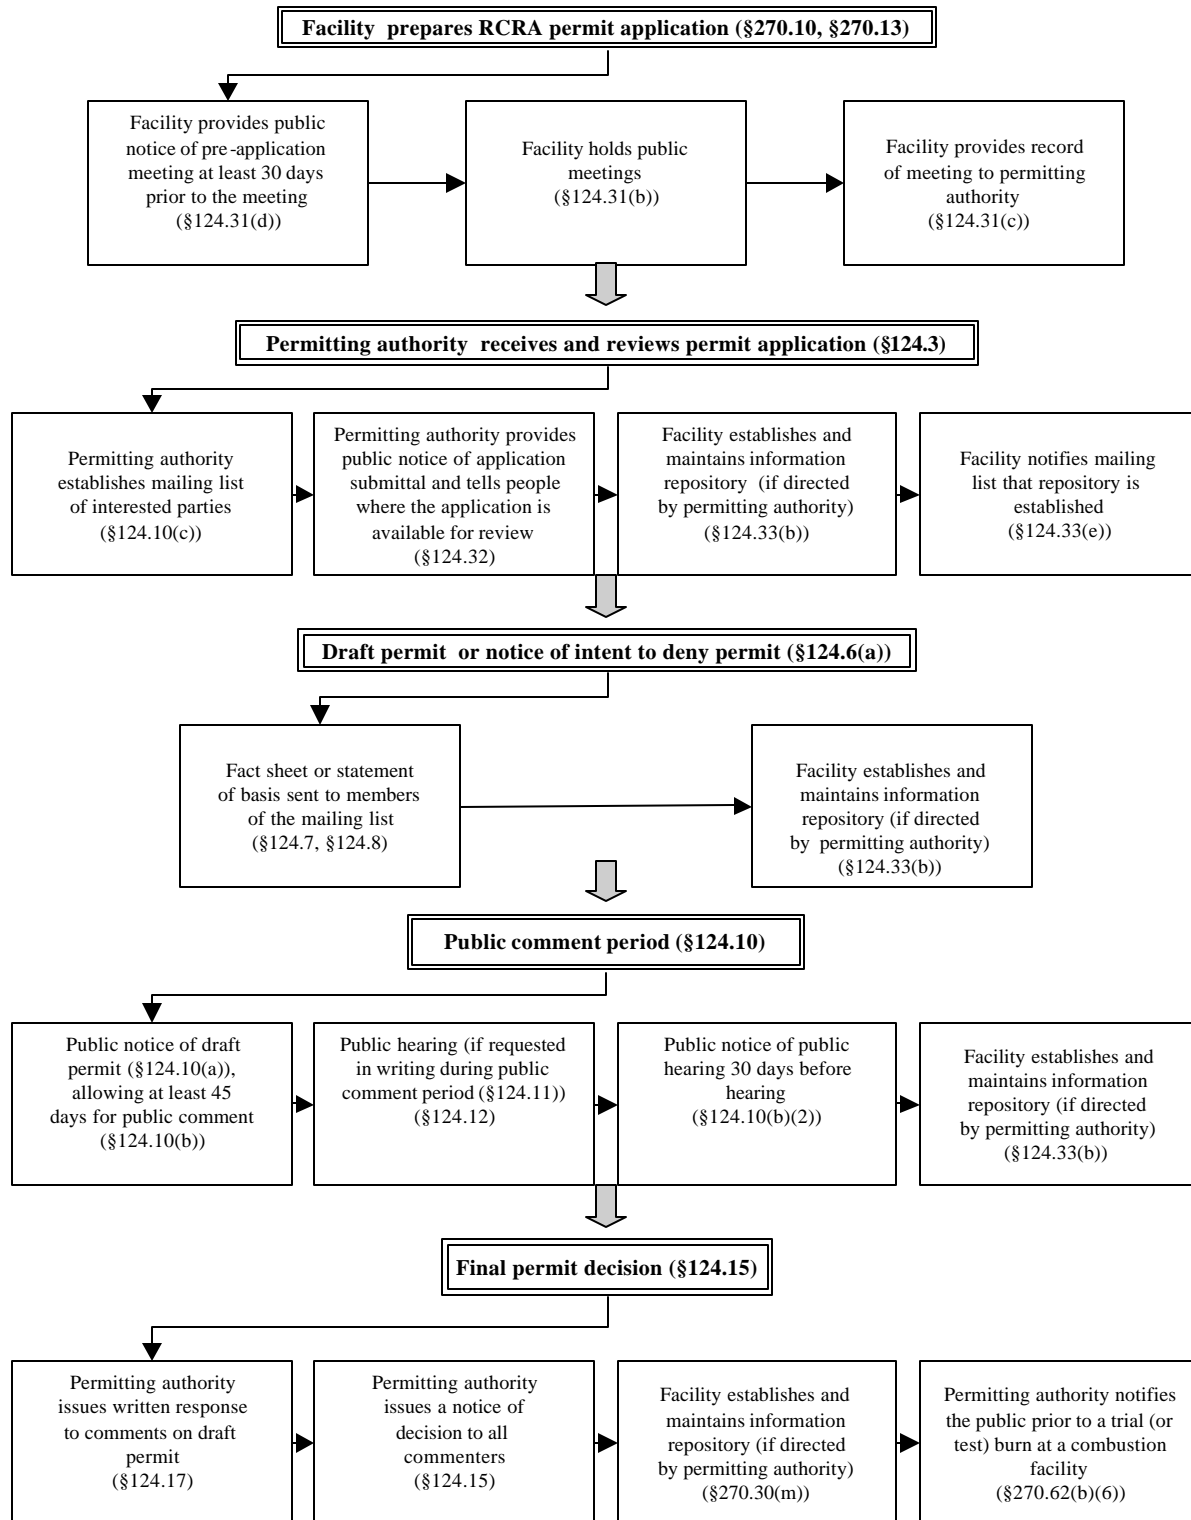 Facility prepares RCRA permit application (§270.10, §270.13)
Facility provides public
notice of pre-application
meeting at least 30 days
prior to the meeting
(§124.31(d))
Facility holds public
meetings
(§124.31(b))
Facility provides record
of meeting to permitting
authority
(§124.31(c))
Permitting authority receives and reviews permit application (§124.3)
Permitting authority
establishes mailing list
of interested parties
(§124.10(c))
Permitting authority provides
public notice of application
submittal and tells people
where the application is
available for review
(§124.32)
Facility establishes and
maintains information
repository (if directed
by permitting authority)
(§124.33(b))
Facility notifies mailing
list that repository is
established
(§124.33(e))
Draft permit or notice of intent to deny permit (§124.6(a))
Fact sheet or statement
of basis sent to members
of the mailing list
(§124.7, §124.8)
Facility establishes and
maintains information
repository (if directed
by permitting authority)
(§124.33(b))
Public comment period (§124.10)
Public notice of draft
permit (§124.10(a)),
allowing at least 45
days for public comment
(§124.10(b))
Public hearing (if requested
in writing during public
comment period (§124.11))
(§124.12)
Public notice of public
hearing 30 days before
hearing
(§124.10(b)(2))
Facility establishes and
maintains information
repository (if directed
by permitting authority)
(§124.33(b))
Final permit decision (§124.15)
Permitting authority
issues written response
to comments on draft
permit
(§124.17)
Permitting authority
issues a notice of
decision to all
commenters
(§124.15)
Facility establishes and
maintains information
repository (if directed
by permitting authority)
(§270.30(m))
Permitting authority notifies
the public prior to a trial (or
test) burn at a combustion
facility
(§270.62(b)(6))